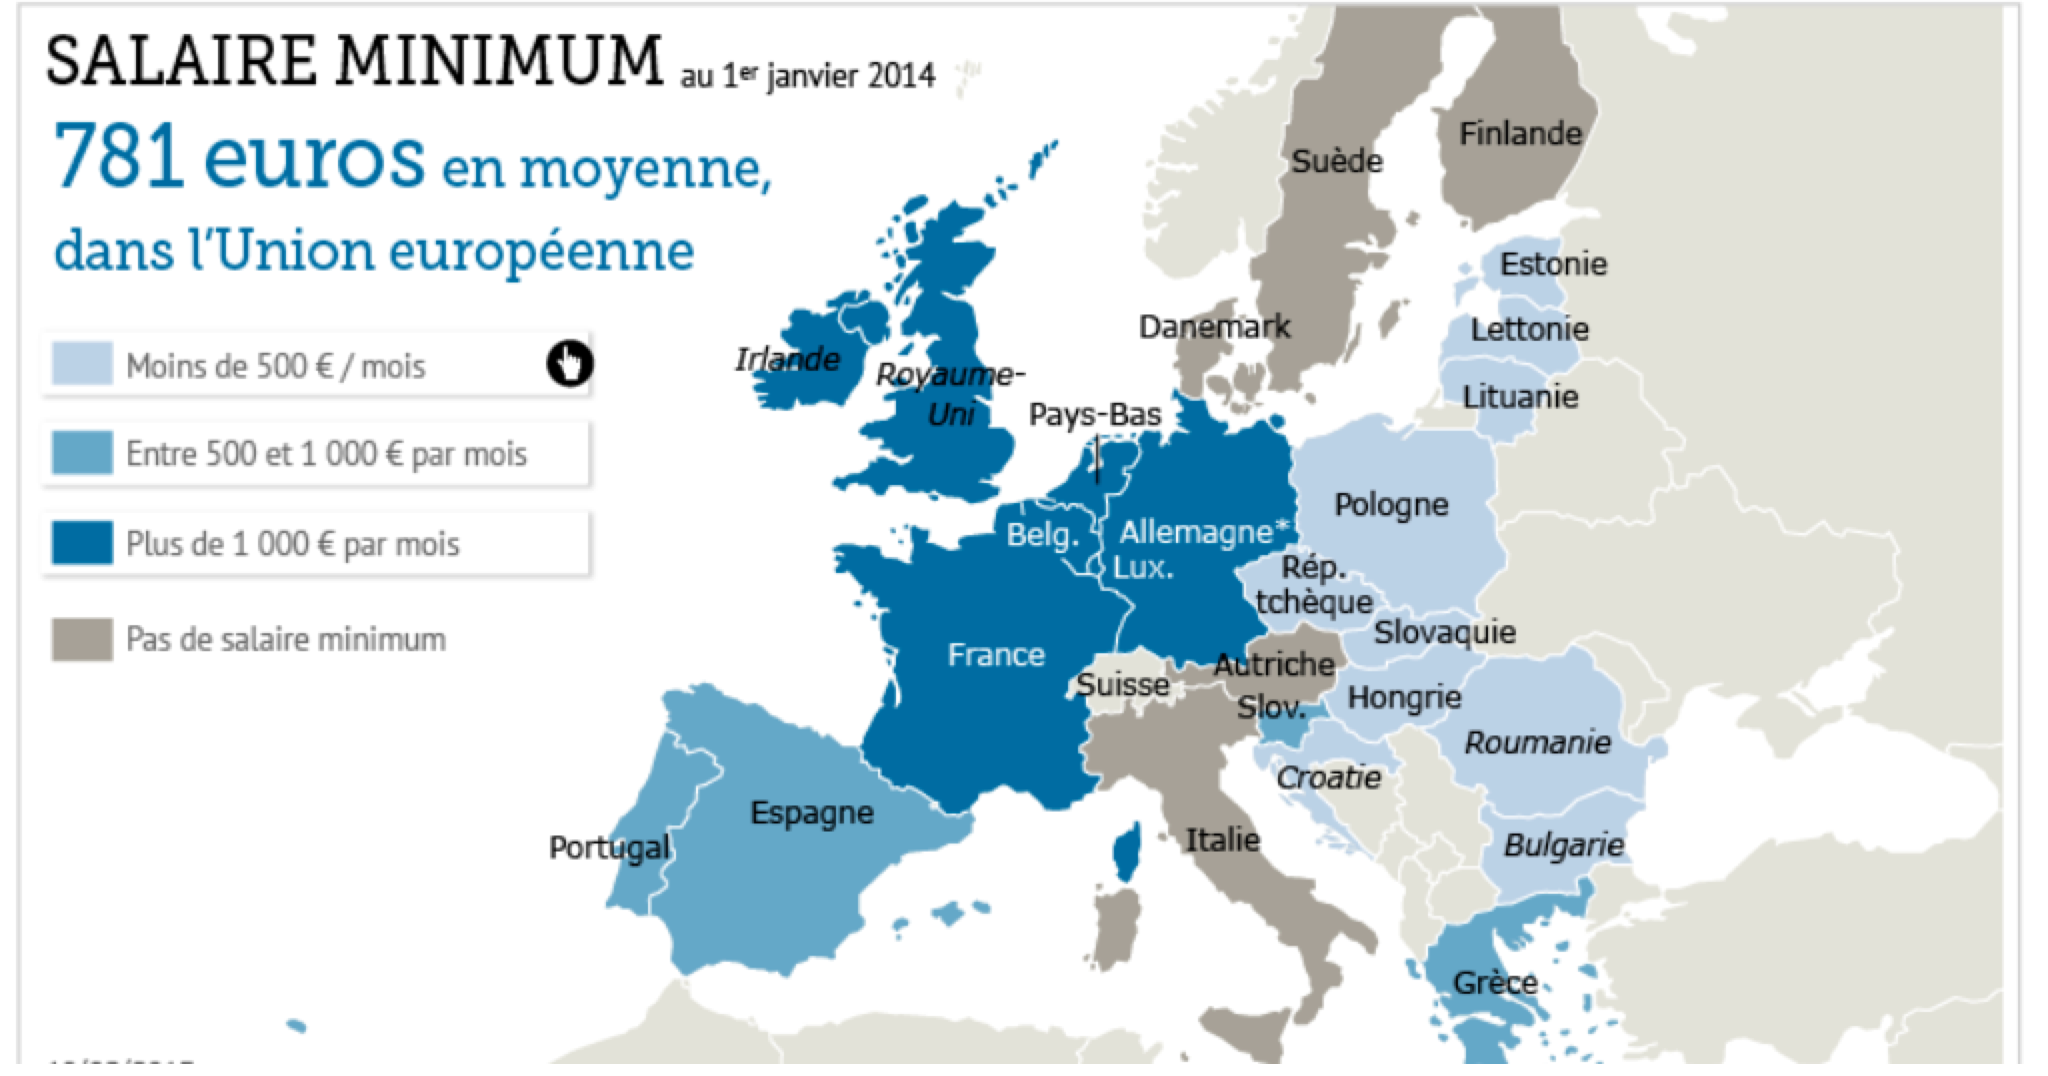 SALAIRE MINIMUM au 1er janvier 2014
781 euros en moyenne,
dans l'Union européenne
Moins de 500 € / mois
Entre 500 et 1 000 € par mois
Plus de 1 000 € par mois
Pas de salaire minimum
Finlande
Suède
Estonie
Danemark
Lettonie
Irlande
Royaume-
Uni
Lituanie
Pays-Bas
Pologne
Belg.
Allemagne*
Lux.
Rép.
tchèque
Slovaquie
France
Autriche
Suisse
Hongrie
Slov.
Roumanie
Croatie
Espagne
Italie
Portugal
Bulgarie
Grèce